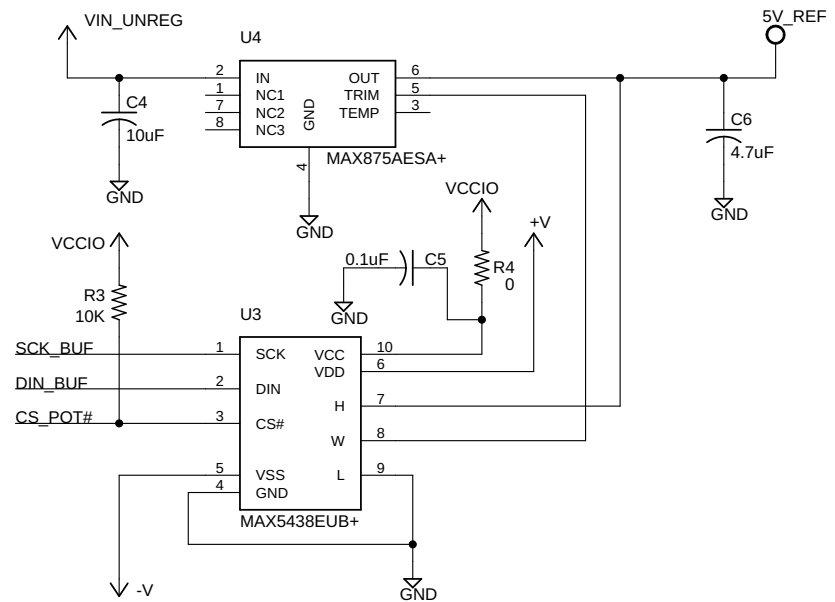 VIN_UNREG
5V_REF
U4
2 IN OUT 6
1 NC1 TRIM 5
7 NC2 TEMP 3
8 NC3
GND
4
MAX875AESA+
C4
10uF
GND
C6
4.7uF
GND
GND
VCCIO
VCCIO
+V
0.1uF C5
R4
0
GND
R3
10K
U3
SCK_BUF 1 SCK VCC 10
VDD 6
DIN_BUF 2 DIN
H 7
CS_POT# 3 CS#
W 8
5 VSS L 9
4 GND
MAX5438EUB+
-V
GND